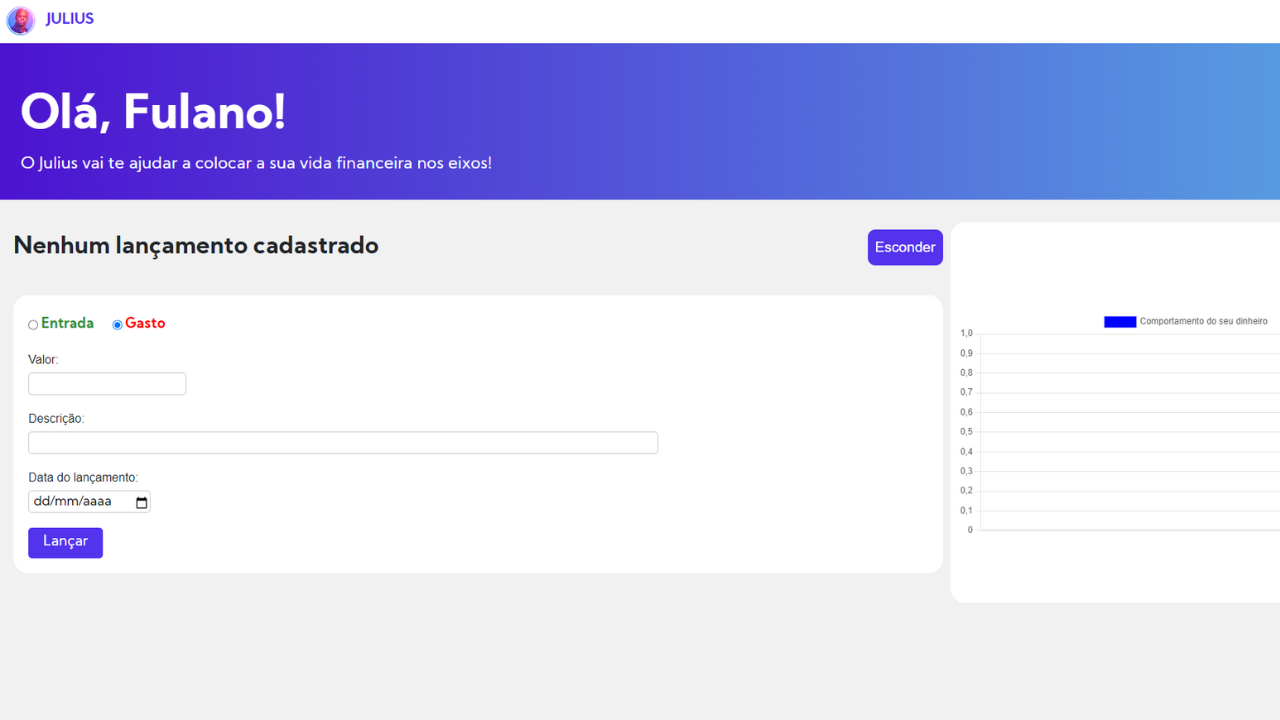 JULIUS
Olá, Fulano!
O Julius vai te ajudar a colocar a sua vida financeira nos eixos!
Nenhum lançamento cadastrado
Esconder
Entrada Gasto
Valor:
Descrição:
Data do lançamento:
dd/mm/aaaa
Lançar
Comportamento do seu dinheiro
1,0
0,9
0,8
0,7
0,6
0,5
0,4
0,3
0,2
0,1
0